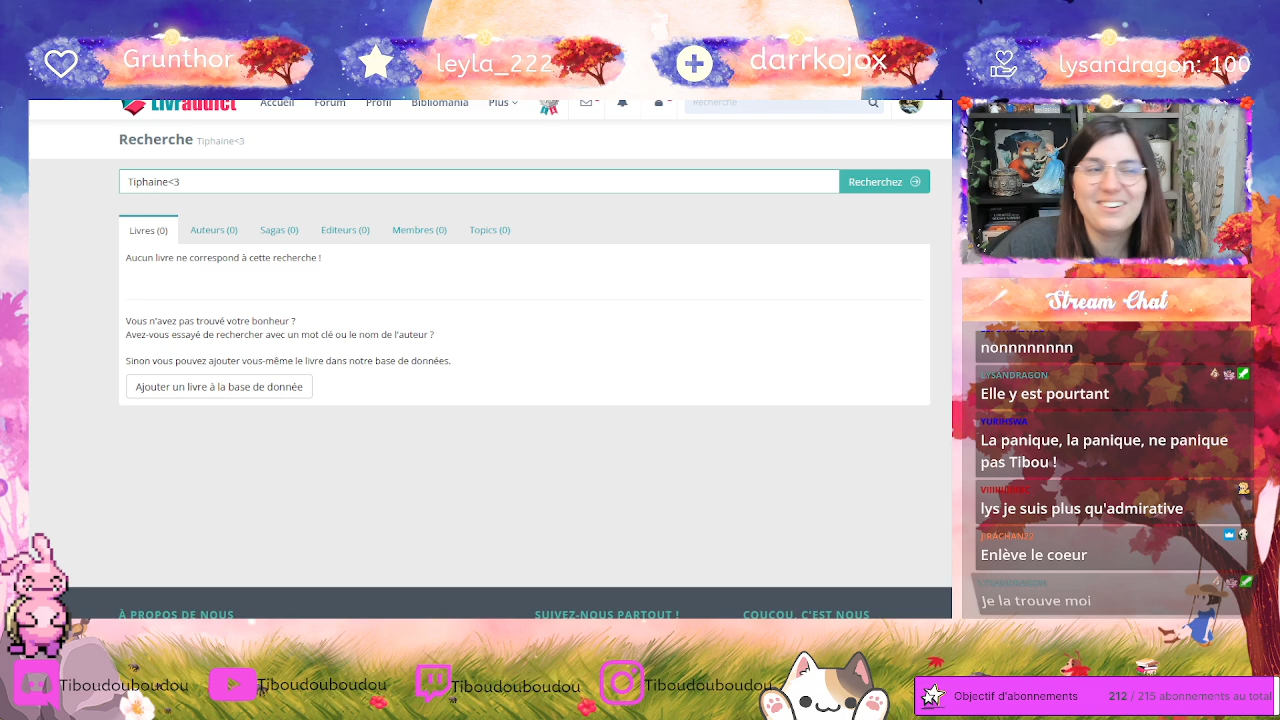 Grunthor
leyla_222
darrkojox
lysandragon: 100
Livraddict
Accueil
Forum
Profil
Bibliomania
Plus
Recherche
Recherche Tiphaine<3
Tiphaine<3
Recherchez
Livres (0)
Auteurs (0)
Sagas (0)
Editeurs (0)
Membres (0)
Topics (0)
Aucun livre ne correspond à cette recherche !
Vous n'avez pas trouvé votre bonheur ?
Avez-vous essayé de rechercher avec un mot clé ou le nom de l'auteur ?
Sinon vous pouvez ajouter vous-même le livre dans notre base de données.
Ajouter un livre à la base de donnée
À PROPOS DE NOUS
SUIVEZ-NOUS PARTOUT !
COUCOU, C'EST NOUS
Stream Chat
nonnnnnnnn
LYSANDRAGON
Elle y est pourtant
YURIHSWA
La panique, la panique, ne panique
pas Tibou !
lys je suis plus qu'admirative
JIRACHAN22
Enlève le coeur
LYSANDRAGON
Je la trouve moi
Tiboudouboudou
Tiboudouboudou
Tiboudouboudou
Tiboudouboudou
Objectif d'abonnements
212 / 215 abonnements au total